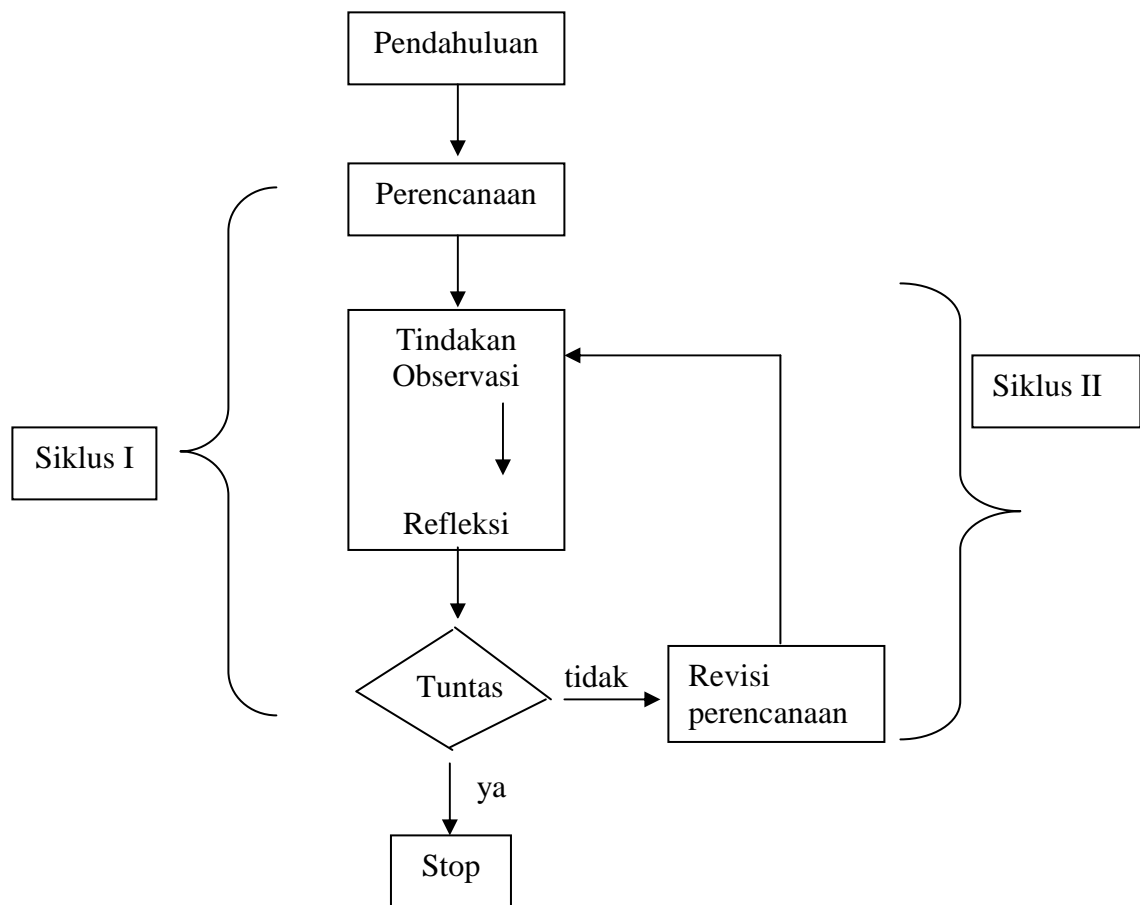 Pendahuluan
Perencanaan
Tindakan
Observasi
Siklus II
Siklus I
Refleksi
Tuntas
tidak
Revisi
perencanaan
ya
Stop